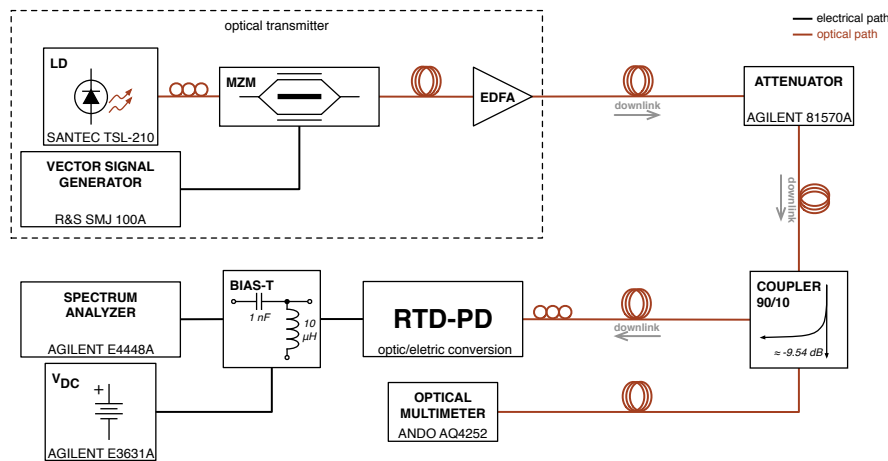 optical transmitter
electrical path
optical path
LD
SANTEC TSL-210
MZM
EDFA
downlink
ATTENUATOR
AGILENT 81570A
VECTOR SIGNAL
GENERATOR
R&S SMJ 100A
downlink
SPECTRUM
ANALYZER
AGILENT E4448A
BIAS-T
1 nF
10
µH
RTD-PD
optic/eletric conversion
downlink
COUPLER
90/10
≈ -9.54 dB
VDC
+
AGILENT E3631A
OPTICAL
MULTIMETER
ANDO AQ4252